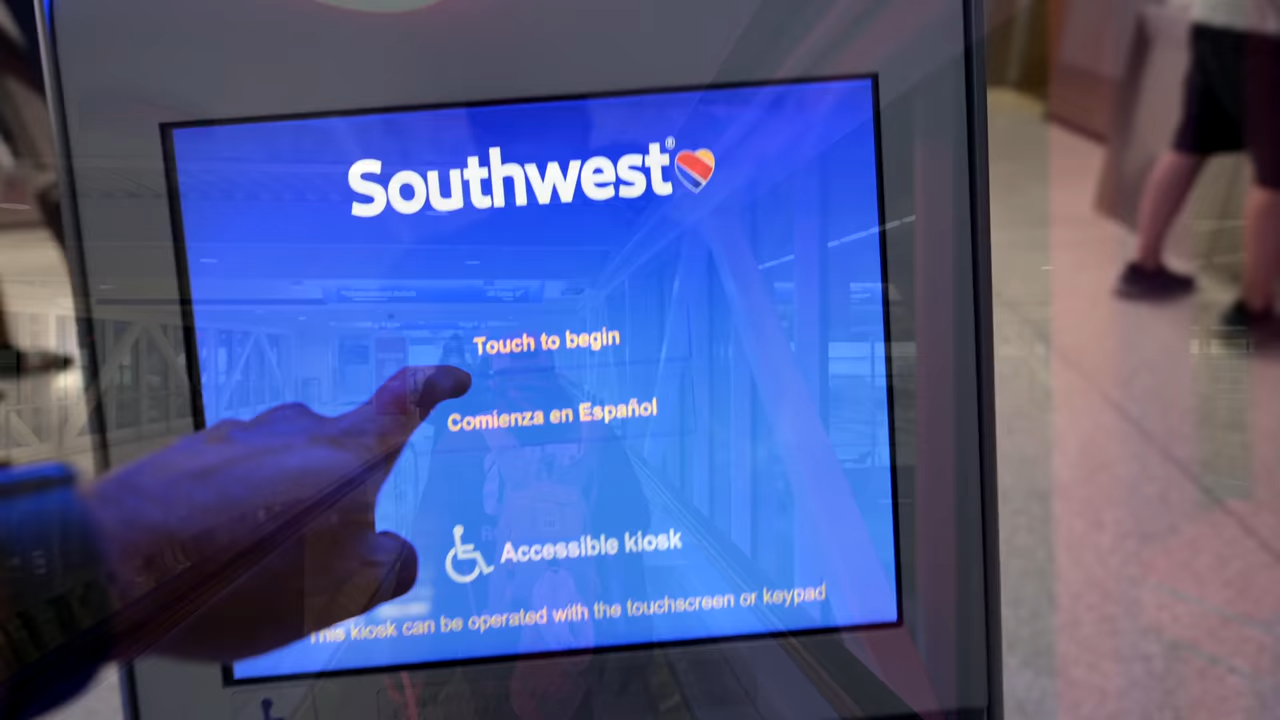 Southwest®
Touch to begin
Comienza en Español
Accessible kiosk
This kiosk can be operated with the touchscreen or keypad